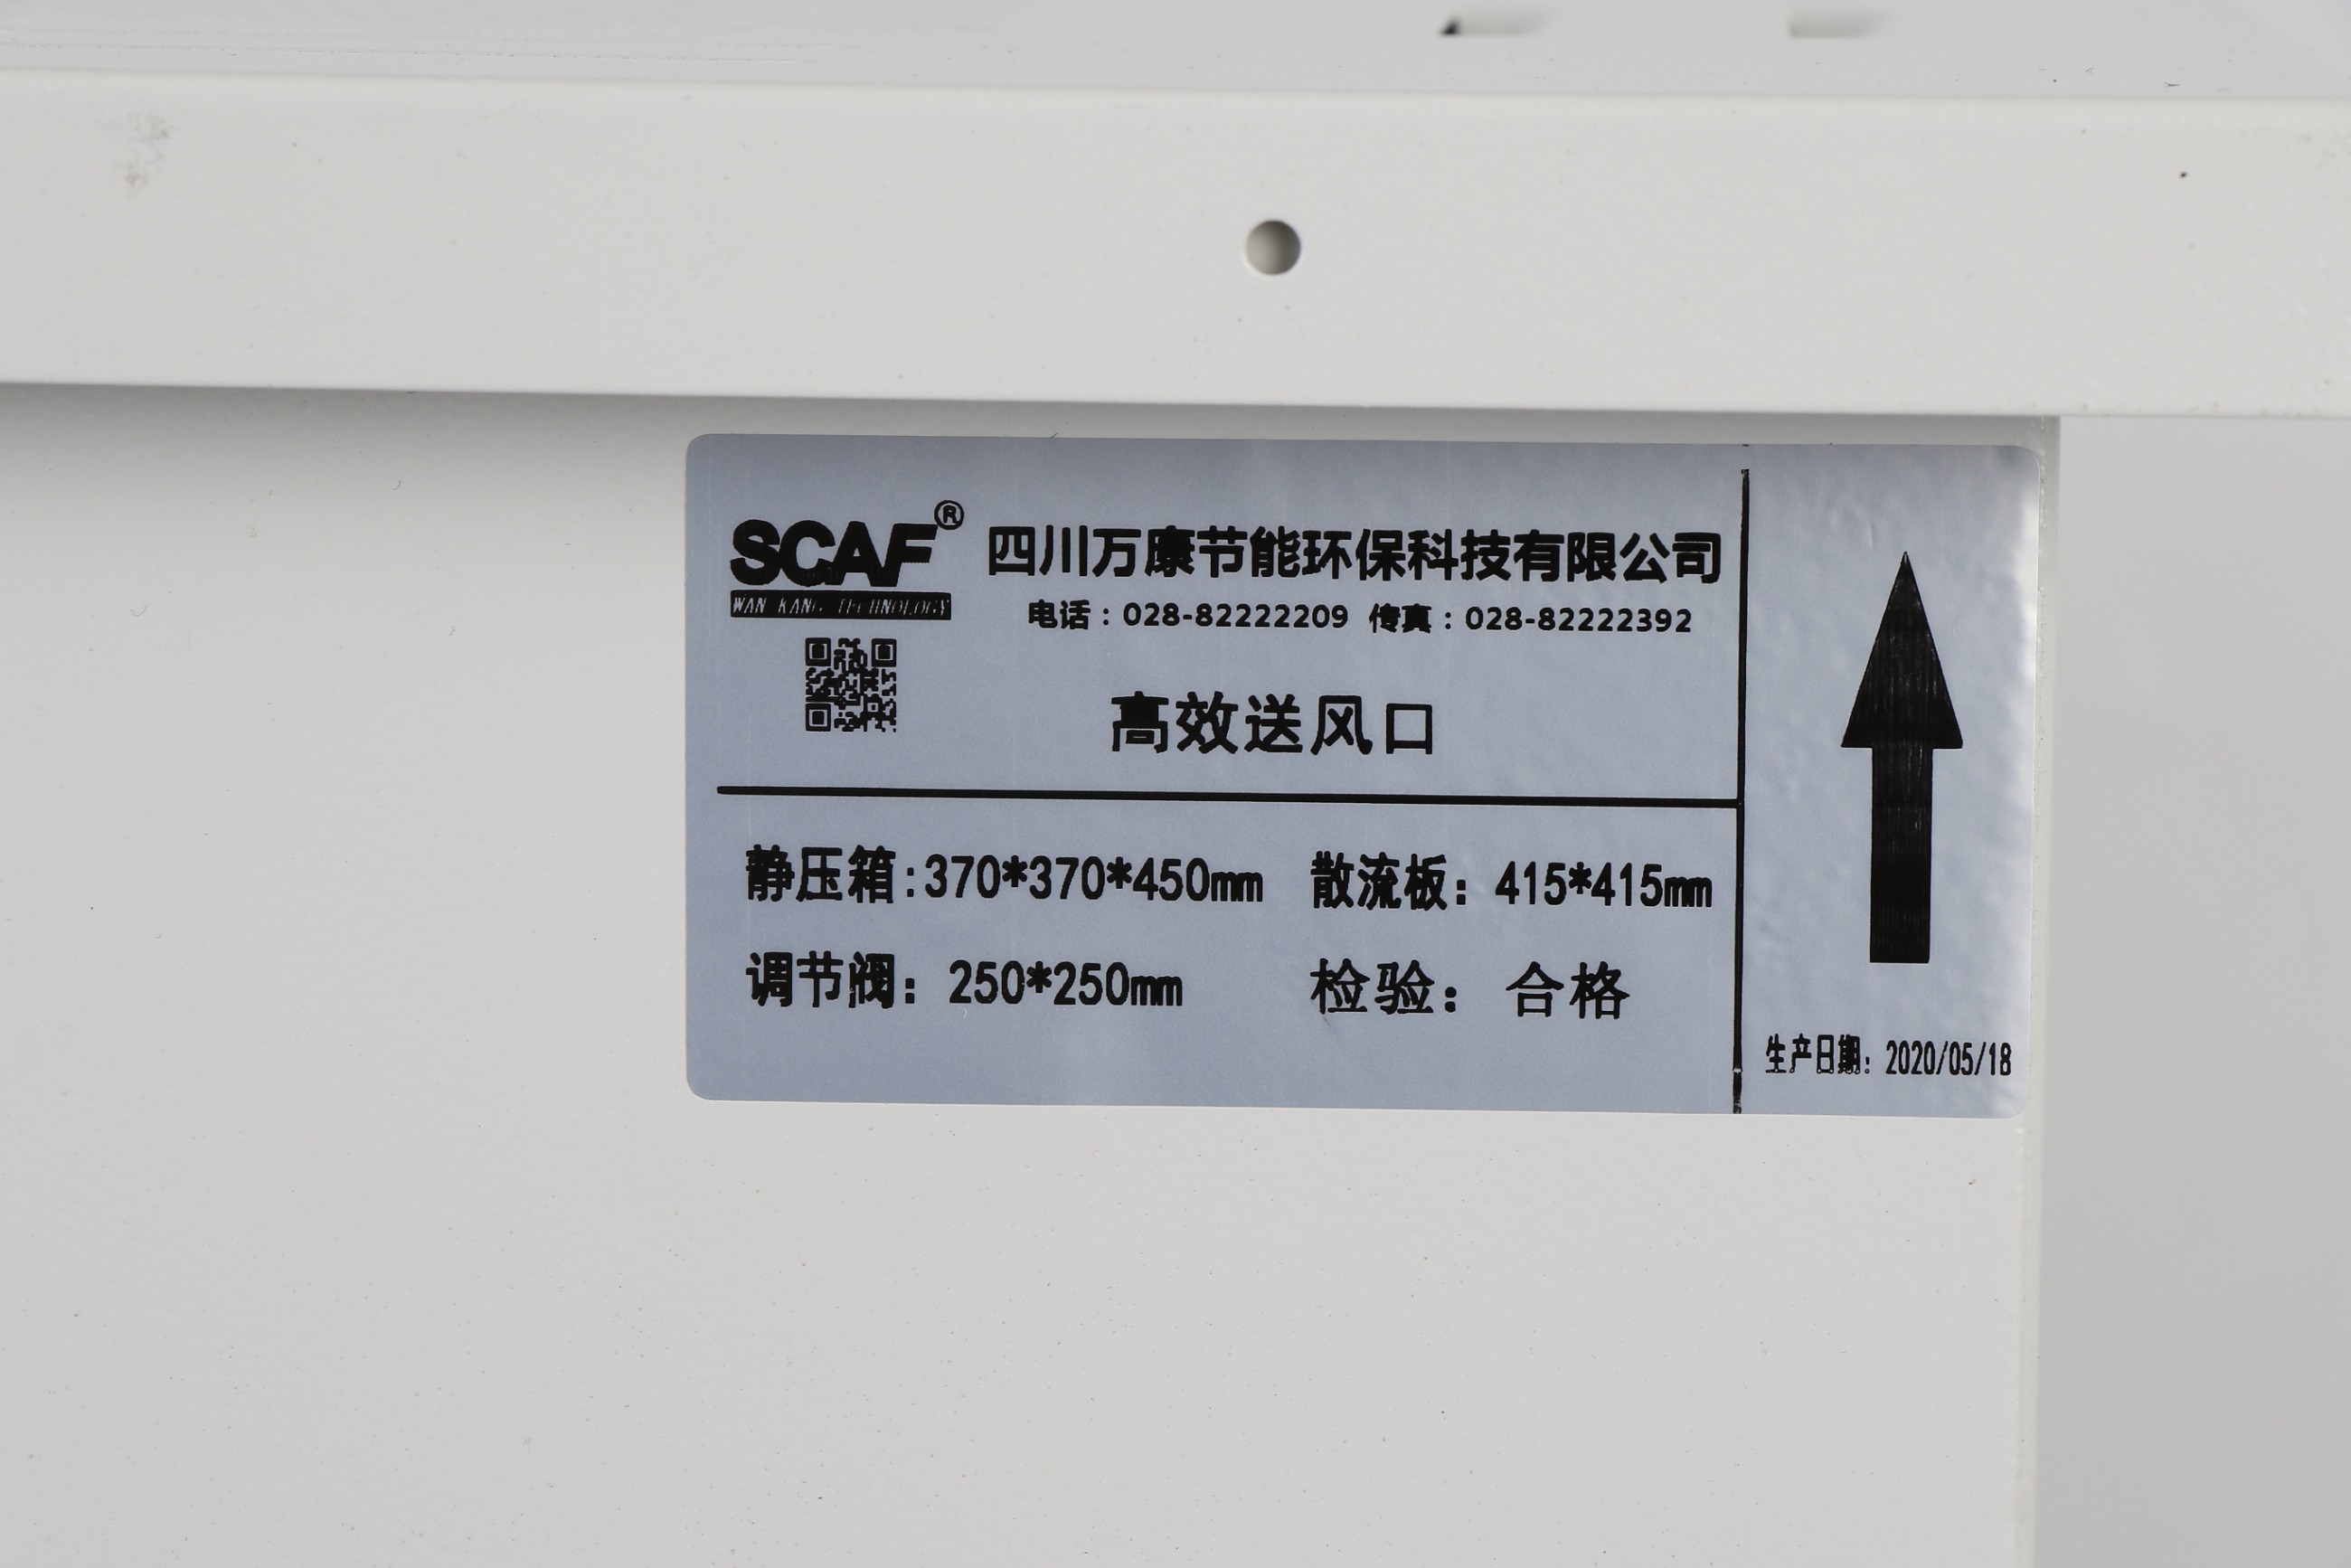 SCAF®
WAN KANG TECHNOLOGY
四川万康节能环保科技有限公司
电话：028-82222209 传真：028-82222392
高效送风口
静压箱:370*370*450mm 散流板：415*415mm
调节阀：250*250mm 检验：合格
生产日期：2020/05/18